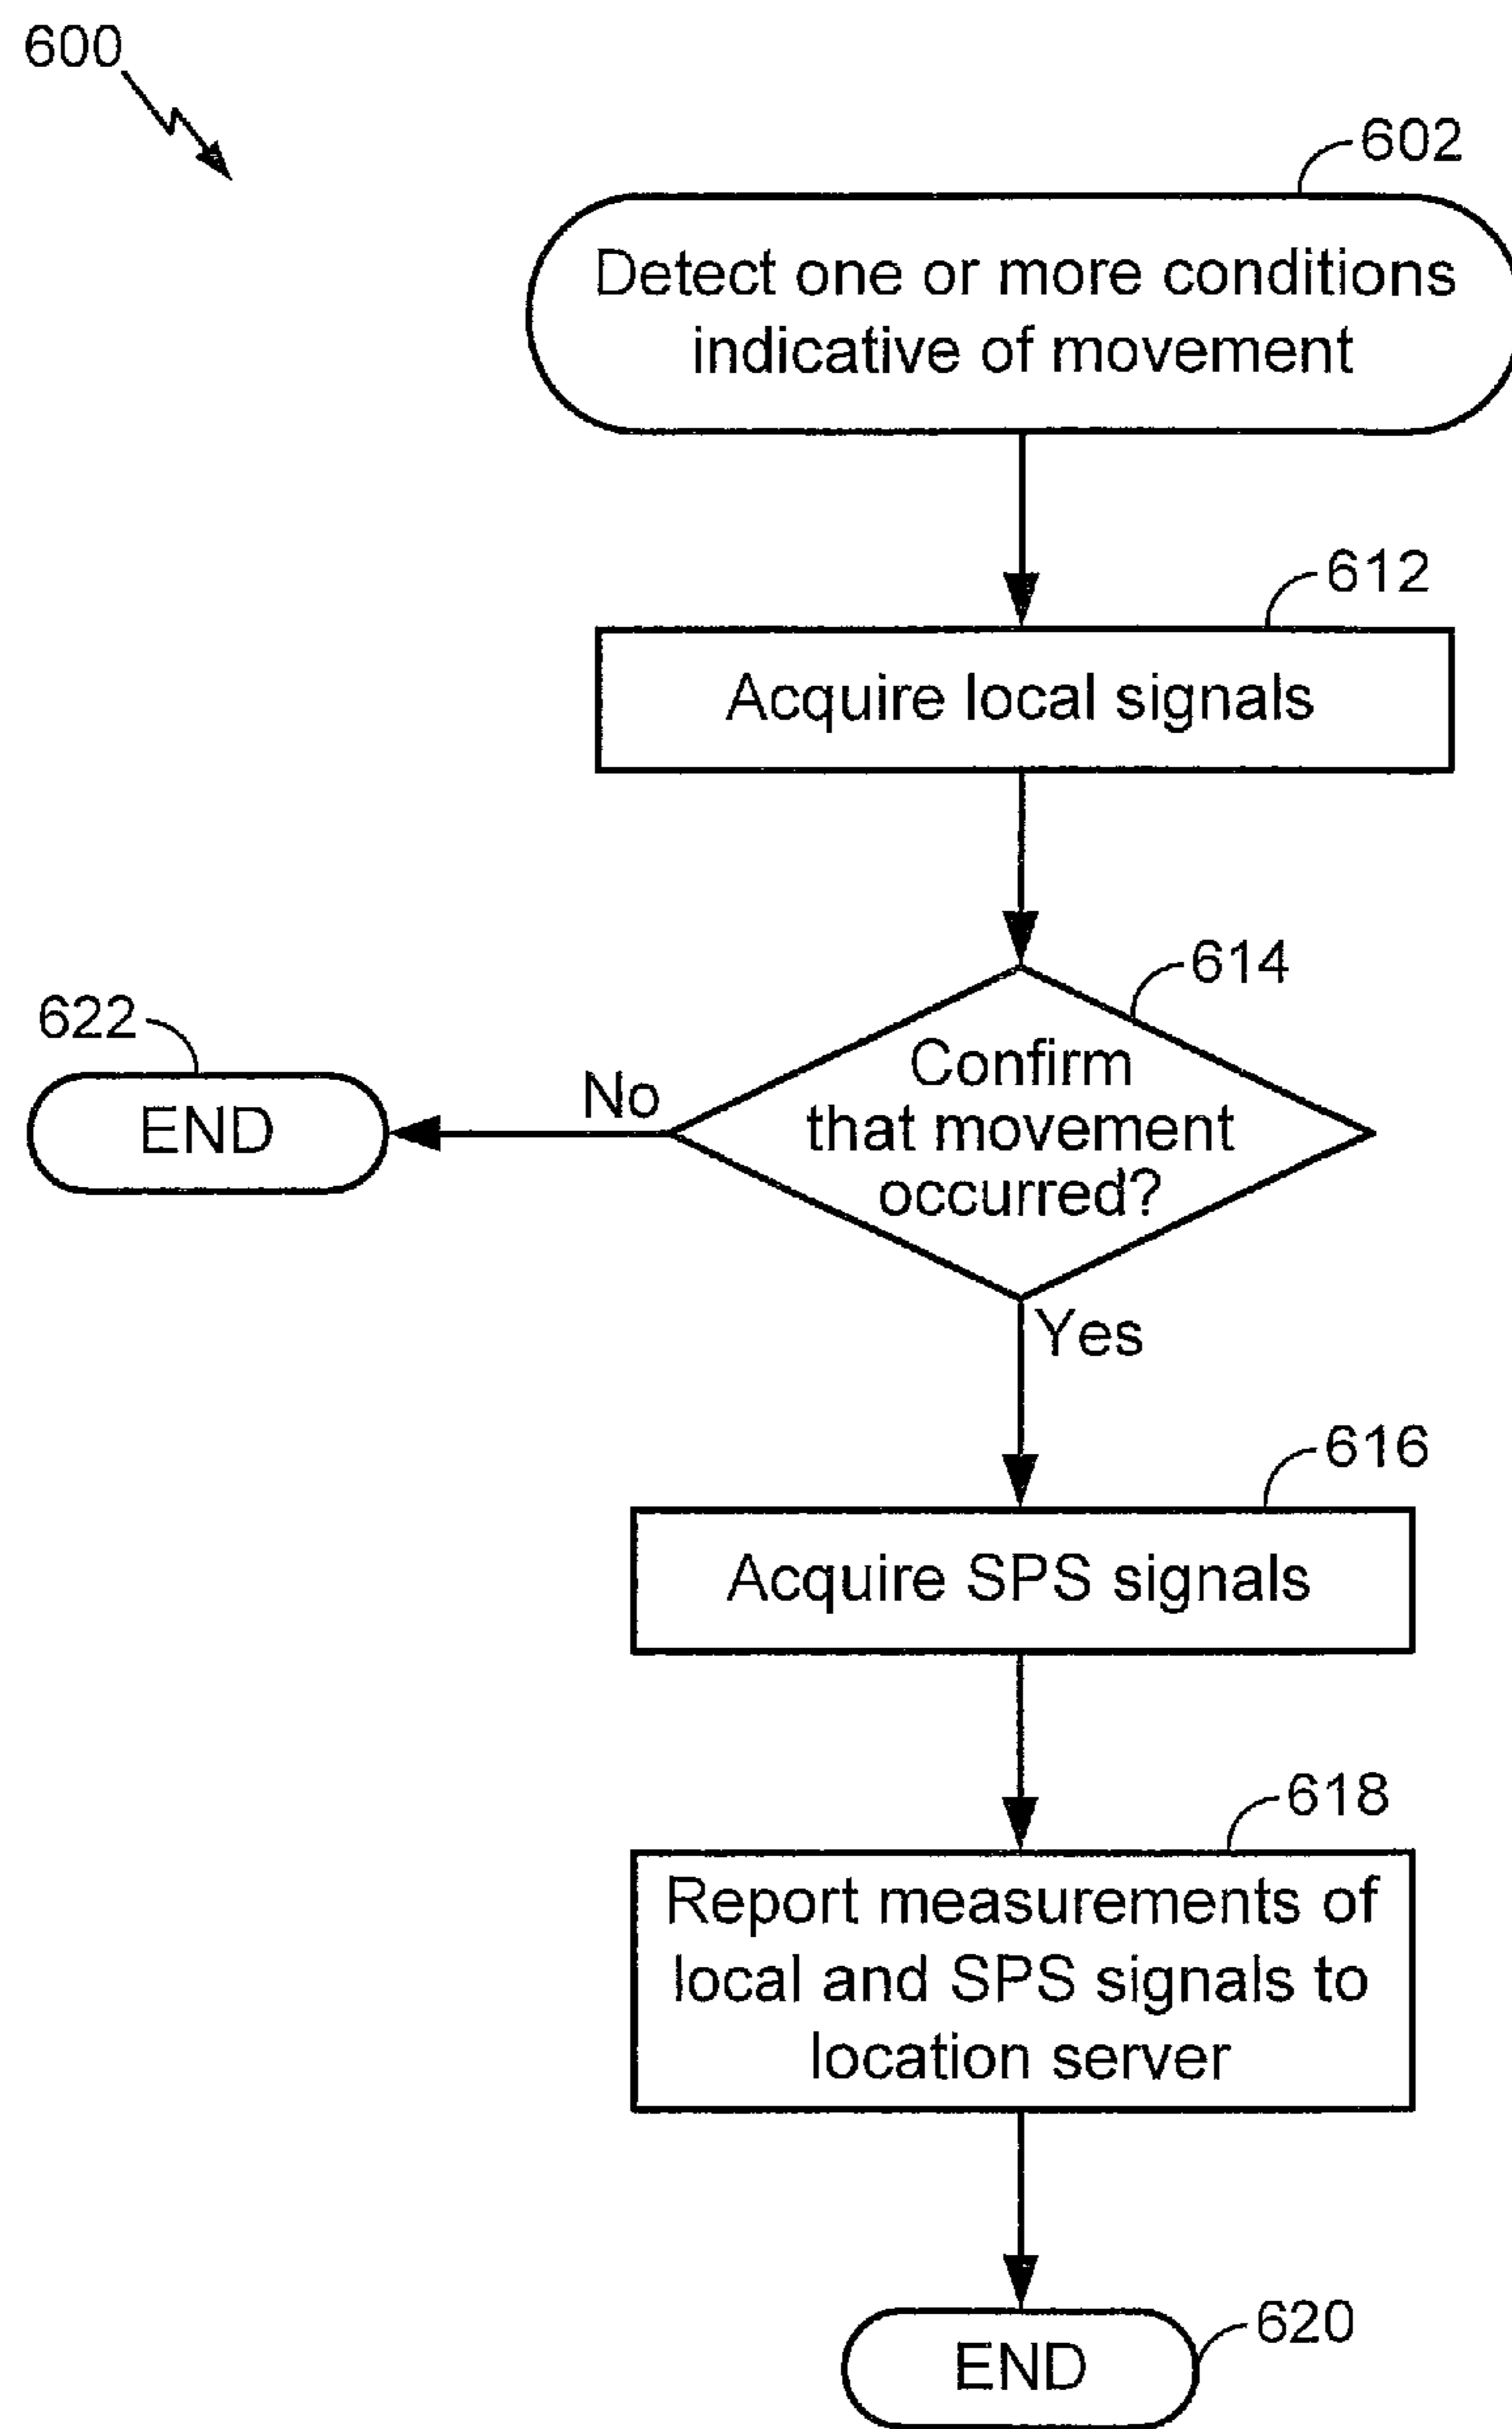 600
602
Detect one or more conditions
indicative of movement
612
Acquire local signals
614
Confirm
that movement
occurred?
No
622
END
Yes
616
Acquire SPS signals
618
Report measurements of
local and SPS signals to
location server
620
END